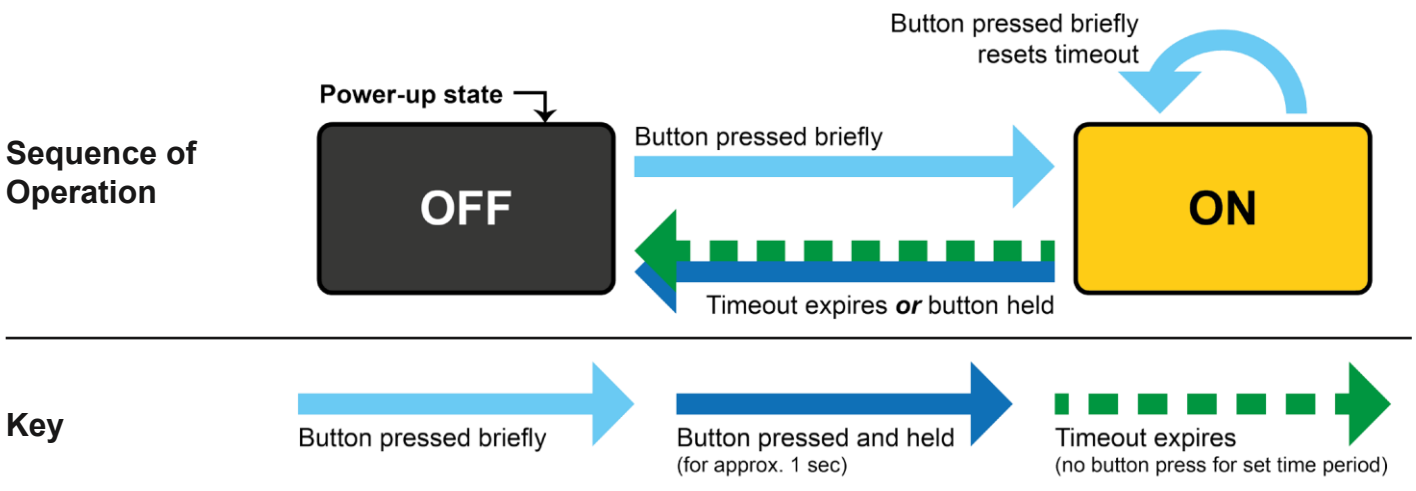 Button pressed briefly
resets timeout
Power-up state
Sequence of
Operation
OFF
Button pressed briefly
ON
Timeout expires or button held
Key
Button pressed briefly
Button pressed and held
(for approx. 1 sec)
Timeout expires
(no button press for set time period)